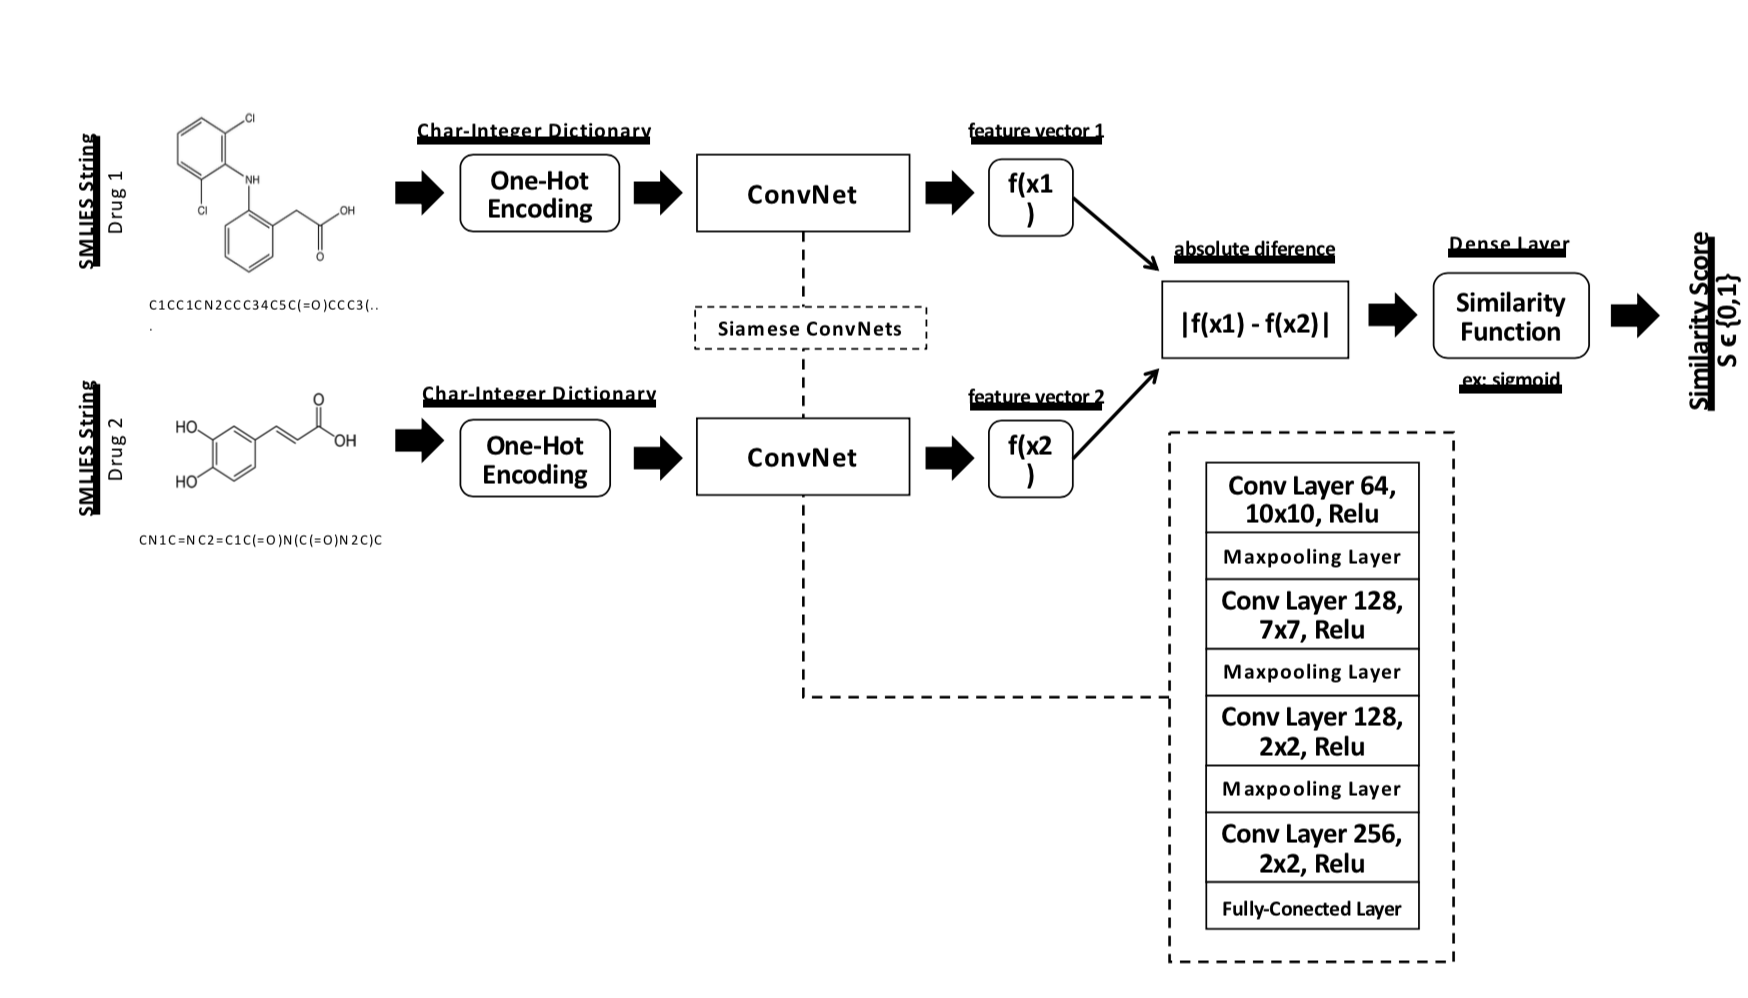 SMLIES String
Drug 1
Cl
NH
Cl
OH
O
C1CC1CN2CCC34C5C(=O)CCC3(..
.
Char-Integer Dictionary
One-Hot
Encoding
ConvNet
feature vector 1
f(x1
)
Siamese ConvNets
SMLIES String
Drug 2
O
HO
OH
HO
CN1C=NC2=C1C(=O)N(C(=O)N2C)C
Char-Integer Dictionary
One-Hot
Encoding
ConvNet
feature vector 2
f(x2
)
absolute diference
|f(x1) - f(x2)|
Dense Layer
Similarity
Function
ex: sigmoid
Similarity Score
S ϵ {0,1}
Conv Layer 64,
10x10, Relu
Maxpooling Layer
Conv Layer 128,
7x7, Relu
Maxpooling Layer
Conv Layer 128,
2x2, Relu
Maxpooling Layer
Conv Layer 256,
2x2, Relu
Fully-Conected Layer